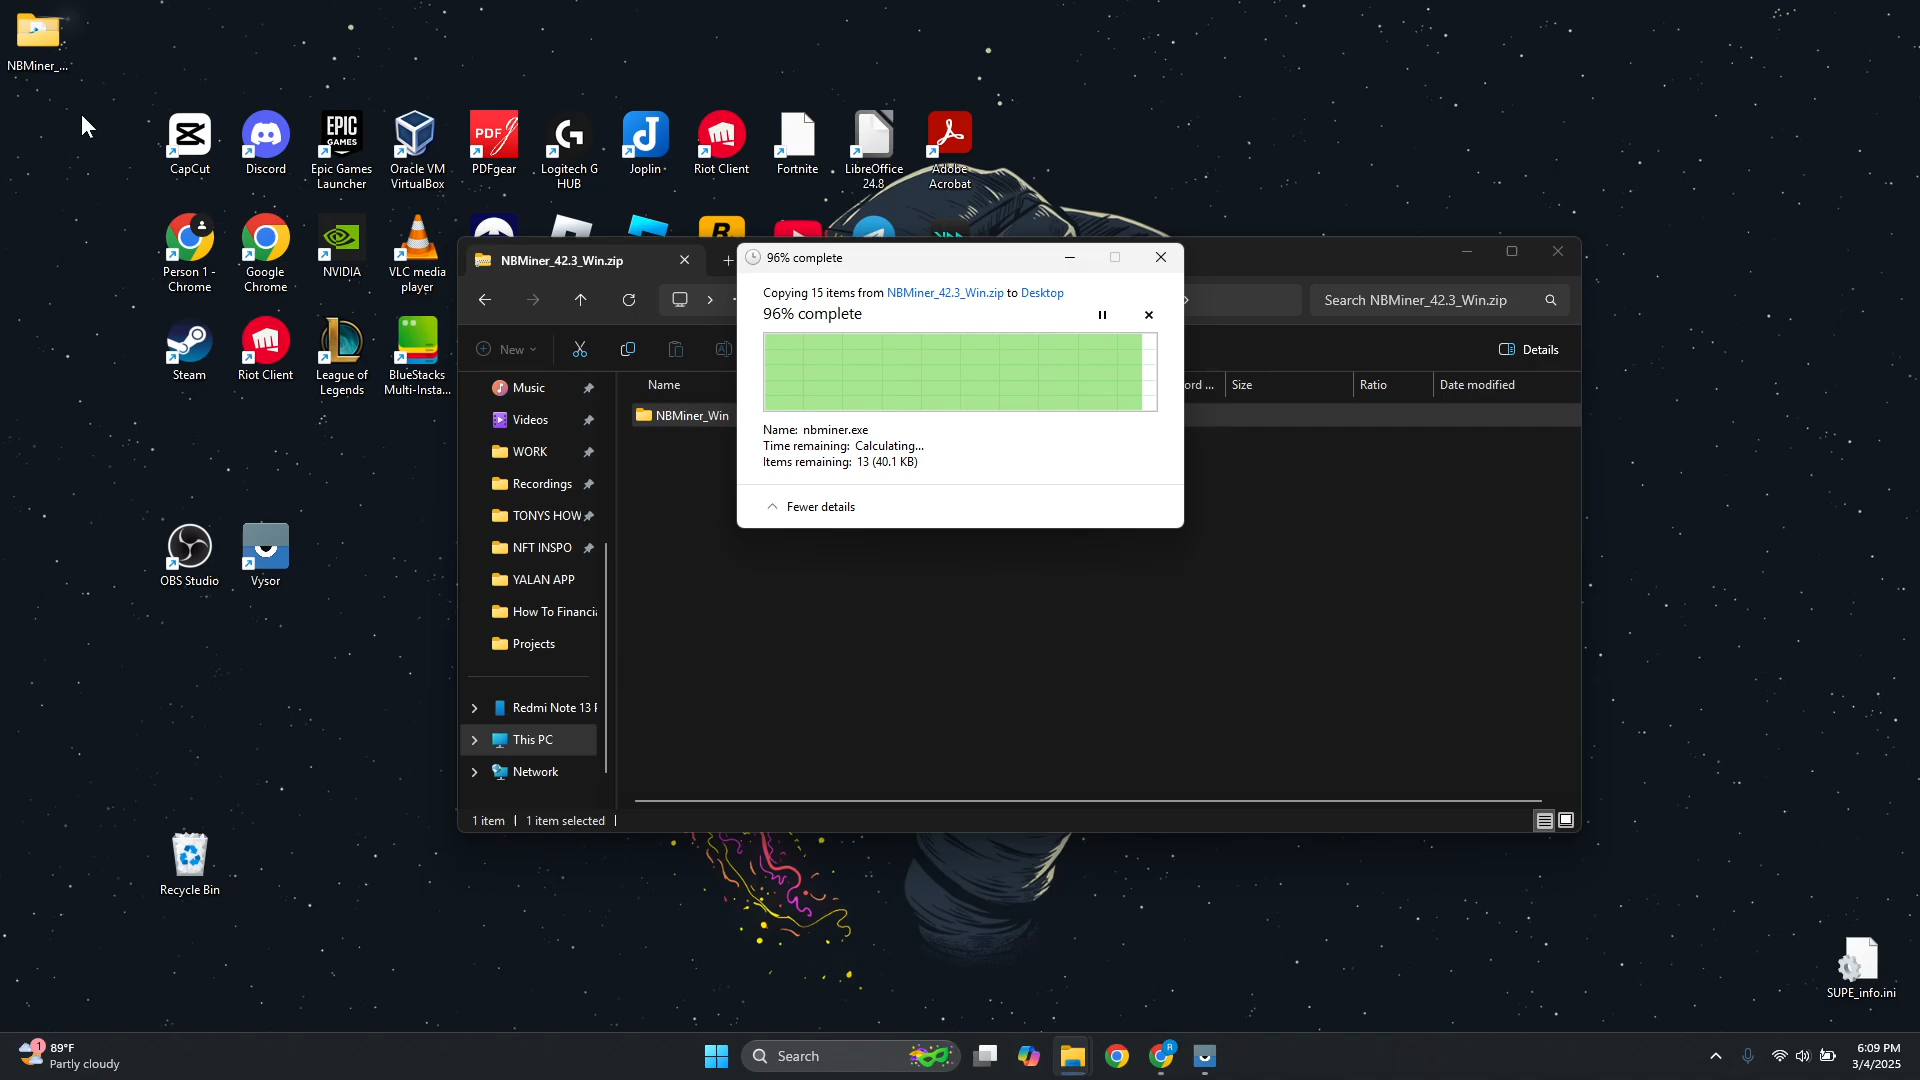 NBMiner_...
CapCut
Discord
EPIC
GAMES
Epic Games
Launcher
Oracle VM
VirtualBox
PDF
PDFgear
Logitech G
HUB
Joplin
Riot Client
Fortnite
LibreOffice
24.8
Adobe
Acrobat
Person 1 -
Chrome
Google
Chrome
NVIDIA
VLC media
player
Steam
Riot Client
League of
Legends
BlueStacks
Multi-Insta...
OBS Studio
Vysor
Recycle Bin
SUPE_info.ini
NBMiner_42.3_Win.zip
Search NBMiner_42.3_Win.zip
New
Details
Name
ord ...
Size
Ratio
Date modified
NBMiner_Win
Music
Videos
WORK
Recordings
TONYS HOW
NFT INSPO
YALAN APP
How To Financi
Projects
Redmi Note 13
This PC
Network
1 item
1 item selected
96% complete
Copying 15 items from NBMiner_42.3_Win.zip to Desktop
96% complete
Name: nbminer.exe
Time remaining: Calculating...
Items remaining: 13 (40.1 KB)
Fewer details
1
89°F
Partly cloudy
Search
R
6:09 PM
3/4/2025